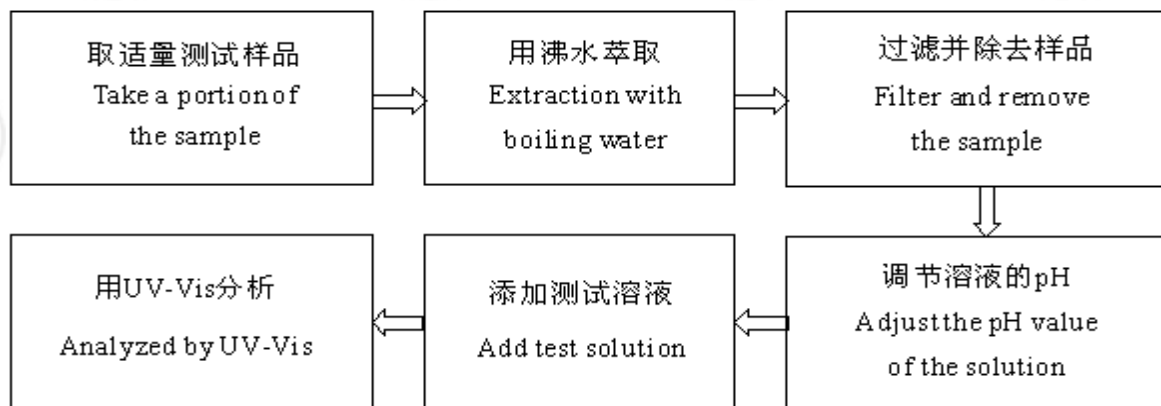 取适量测试样品
Take a portion of
the sample
用沸水萃取
Extraction with
boiling water
过滤并除去样品
Filter and remove
the sample
调节溶液的pH
Adjust the pH value
of the solution
添加测试溶液
Add test solution
用UV-Vis分析
Analyzed by UV-Vis